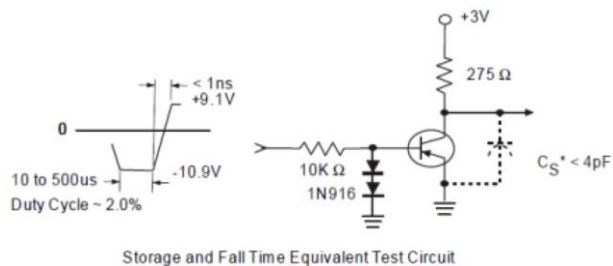 +3V
275 Ω
< 1ns
+9.1V
0
-10.9V
10 to 500us
Duty Cycle ~ 2.0%
10K Ω
1N916
CS* < 4pF
Storage and Fall Time Equivalent Test Circuit